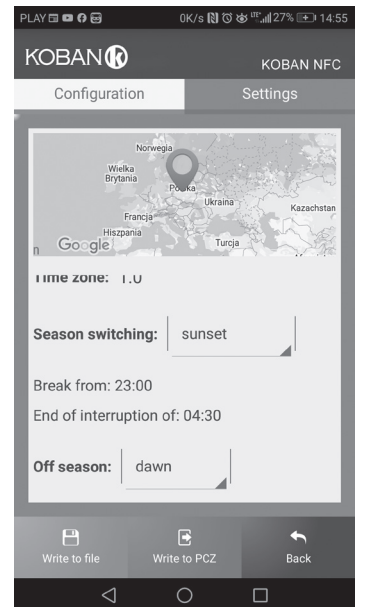 PLAY 0K/s LTE 27% 14:55
KOBAN K
KOBAN NFC
Configuration Settings
Norwegia
Wielka
Brytania
Polska
Ukraina
Kazachstan
Francja
Hiszpania
Turcja
Google
Time zone: 1.0
Season switching: sunset
Break from: 23:00
End of interruption of: 04:30
Off season: dawn
Write to file Write to PCZ Back